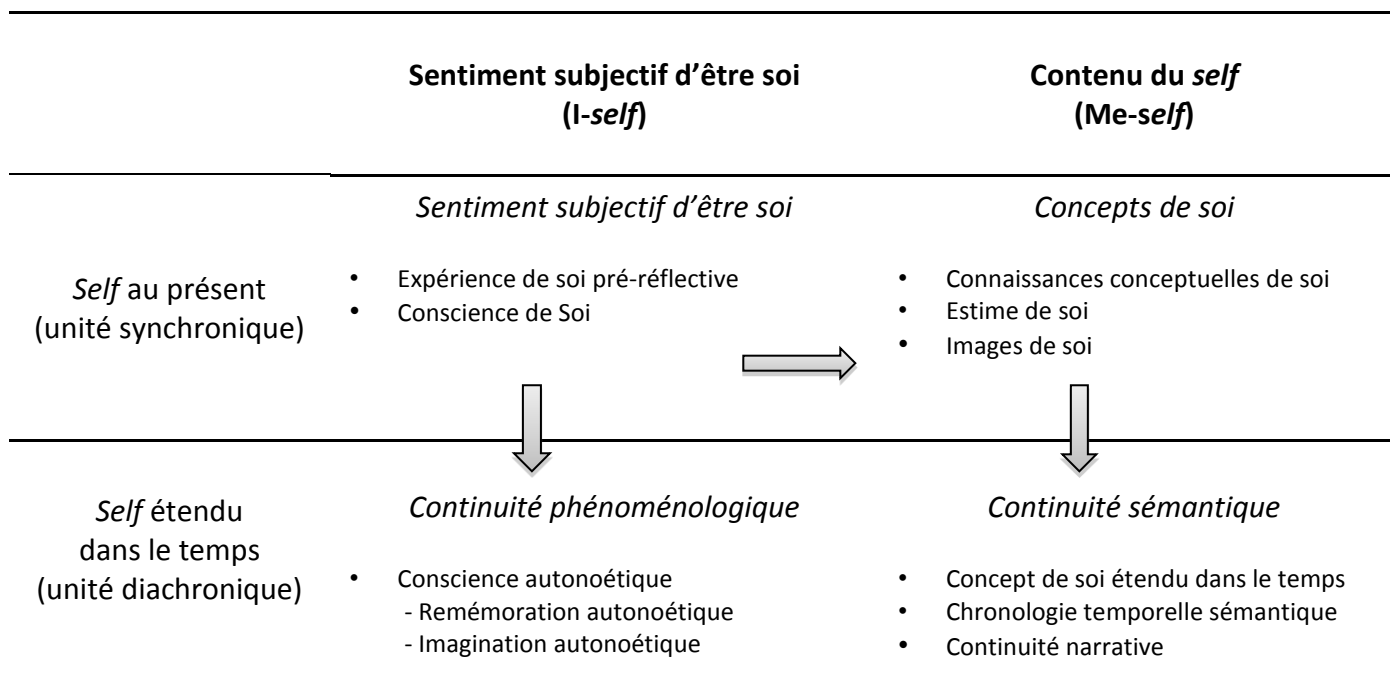 Sentiment subjectif d’être soi
(I-self)
Contenu du self
(Me-self)
Self au présent
(unité synchronique)
Sentiment subjectif d’être soi
• Expérience de soi pré-réflective
• Conscience de Soi
Concepts de soi
• Connaissances conceptuelles de soi
• Estime de soi
• Images de soi
Self étendu
dans le temps
(unité diachronique)
Continuité phénoménologique
• Conscience autonoétique
- Remémoration autonoétique
- Imagination autonoétique
Continuité sémantique
• Concept de soi étendu dans le temps
• Chronologie temporelle sémantique
• Continuité narrative